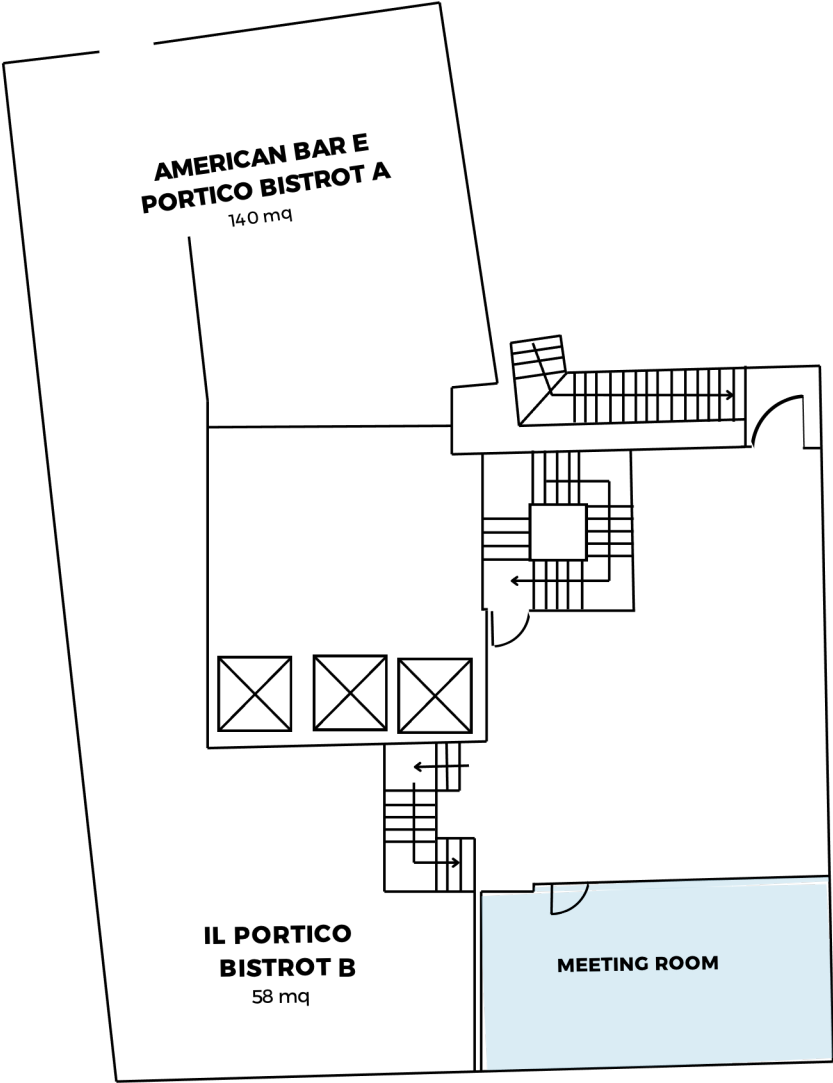 AMERICAN BAR E
PORTICO BISTROT A
140 mq
IL PORTICO
BISTROT B
58 mq
MEETING ROOM